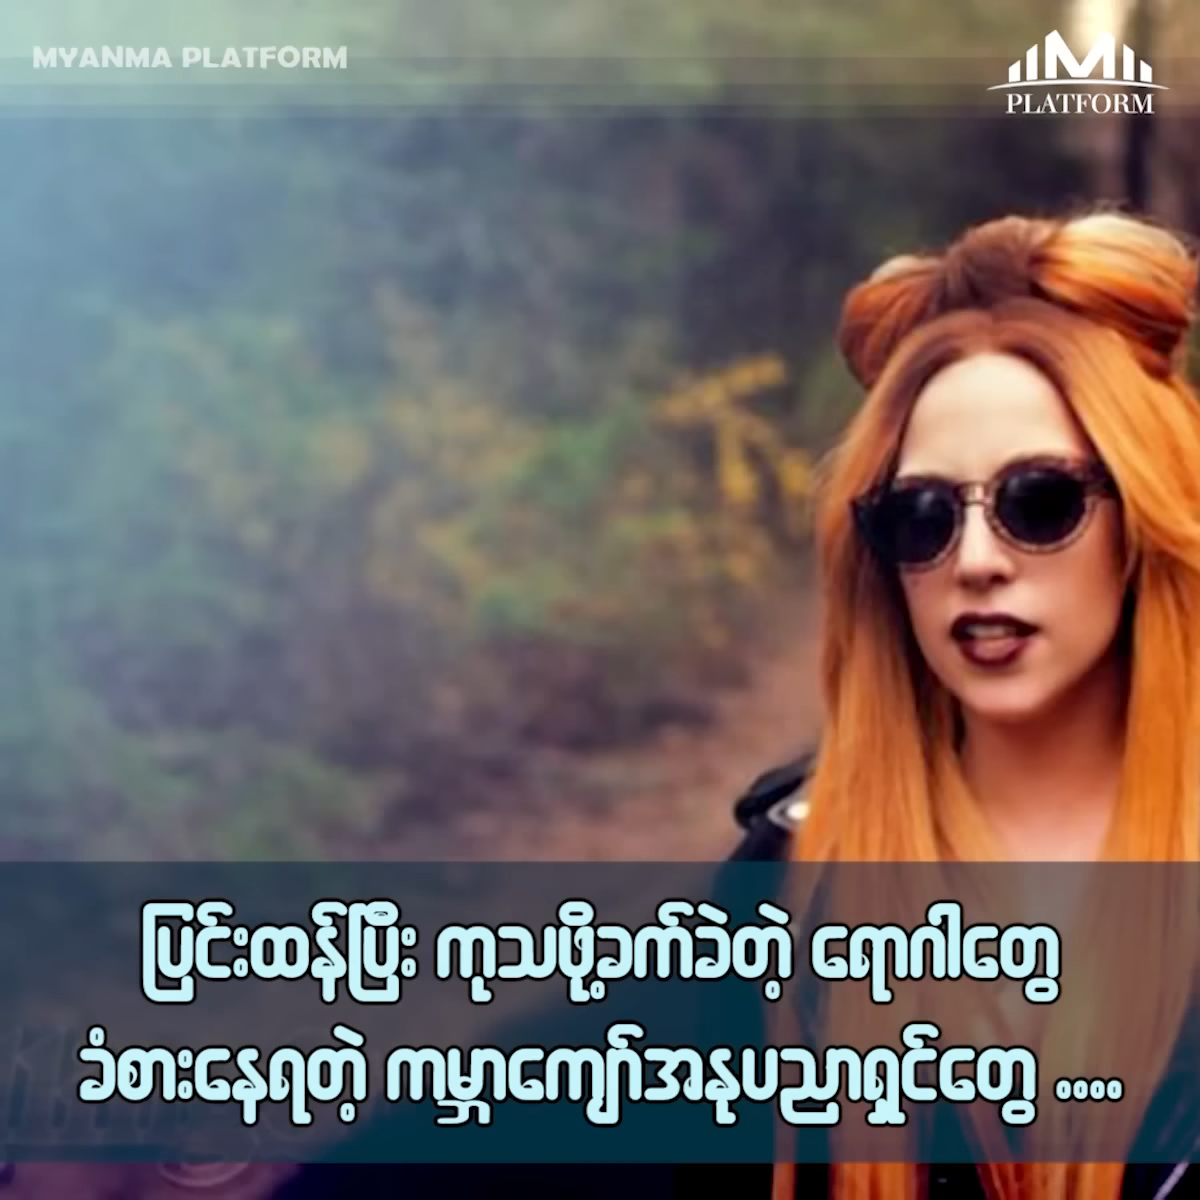 MYANMA PLATFORM
M
PLATFORM
ပြင်းထန်ပြီး ကုသဖို့ခက်ခဲတဲ့ ရောဂါတွေ
ခံစားနေရတဲ့ ကမ္ဘာကျော်အနုပညာရှင်တွေ ....